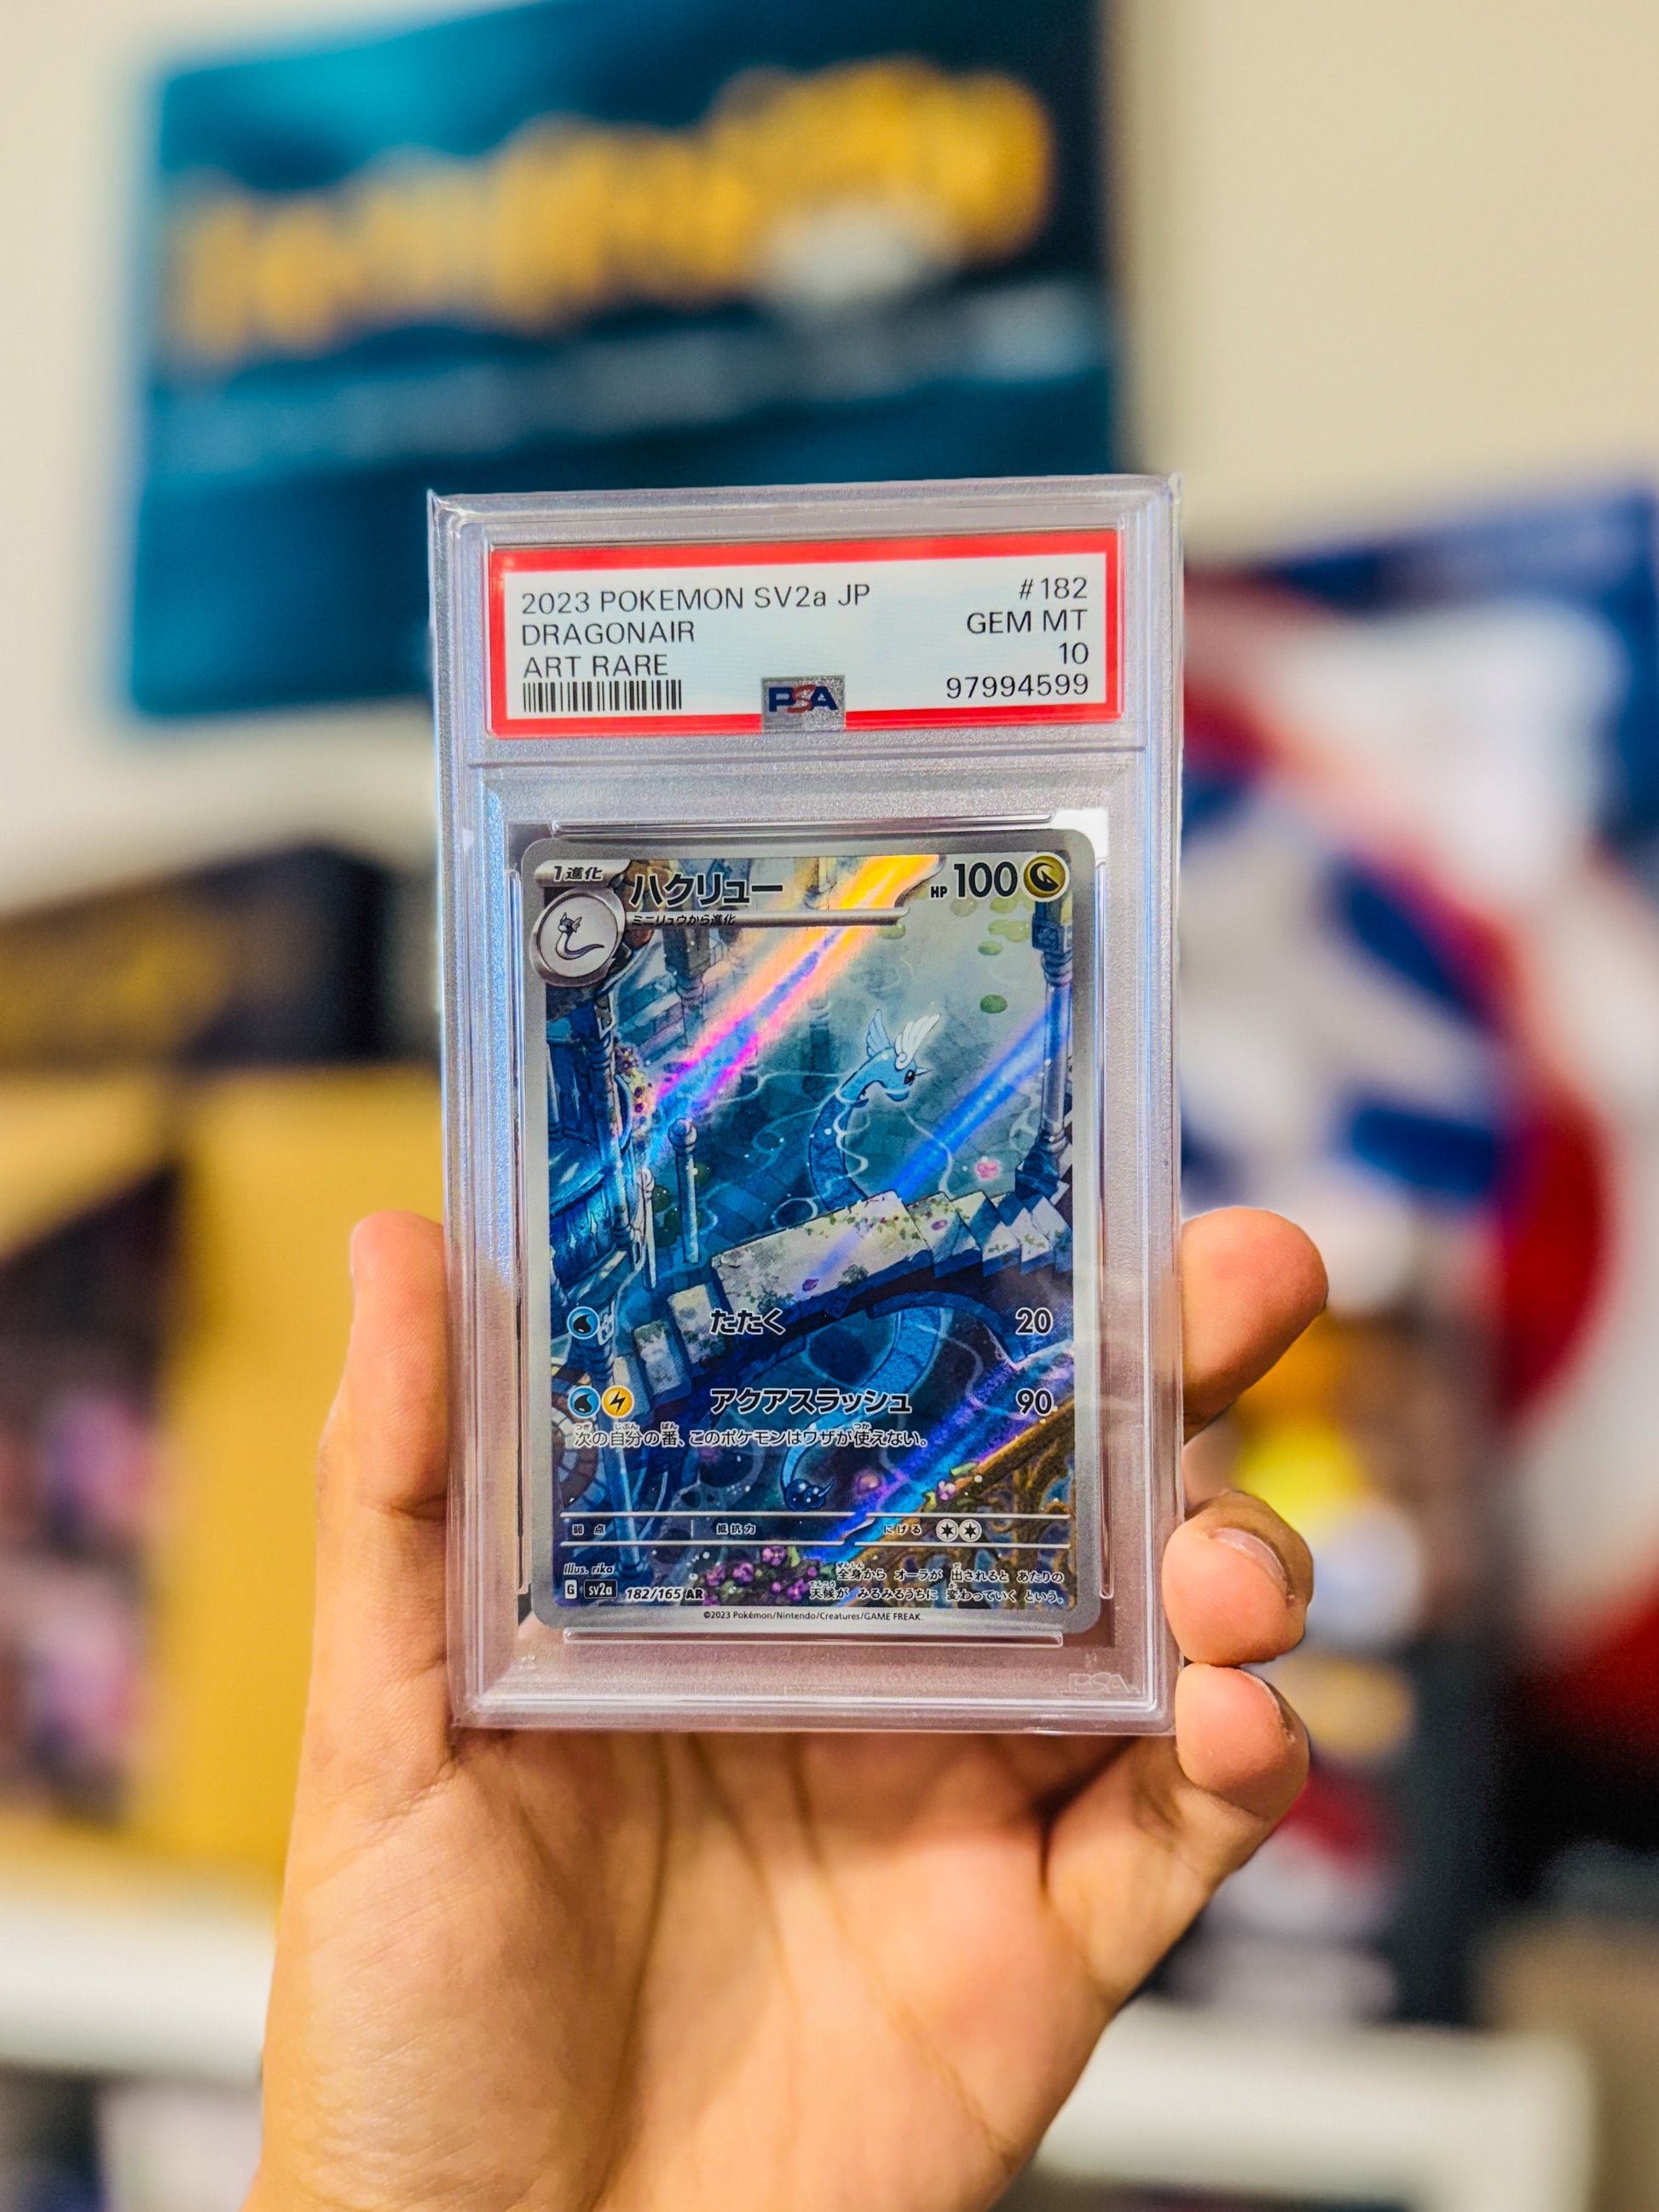 2023 POKEMON SV2a JP #182
DRAGONAIR GEM MT
ART RARE 10
PSA 97994599
1進化 ハクリュー HP 100
ミニリュウから進化
たたく 20
アクアスラッシュ 90
次の自分の番、このポケモンはワザが使えない。
弱点 抵抗力 にげる
Illus. rika
全身から オーラが 出されると あたりの
G sv2a 182/165 AR
天候が みるみるうちに 変わっていく という。
©2023 Pokémon/Nintendo/Creatures/GAME FREAK.
PSA